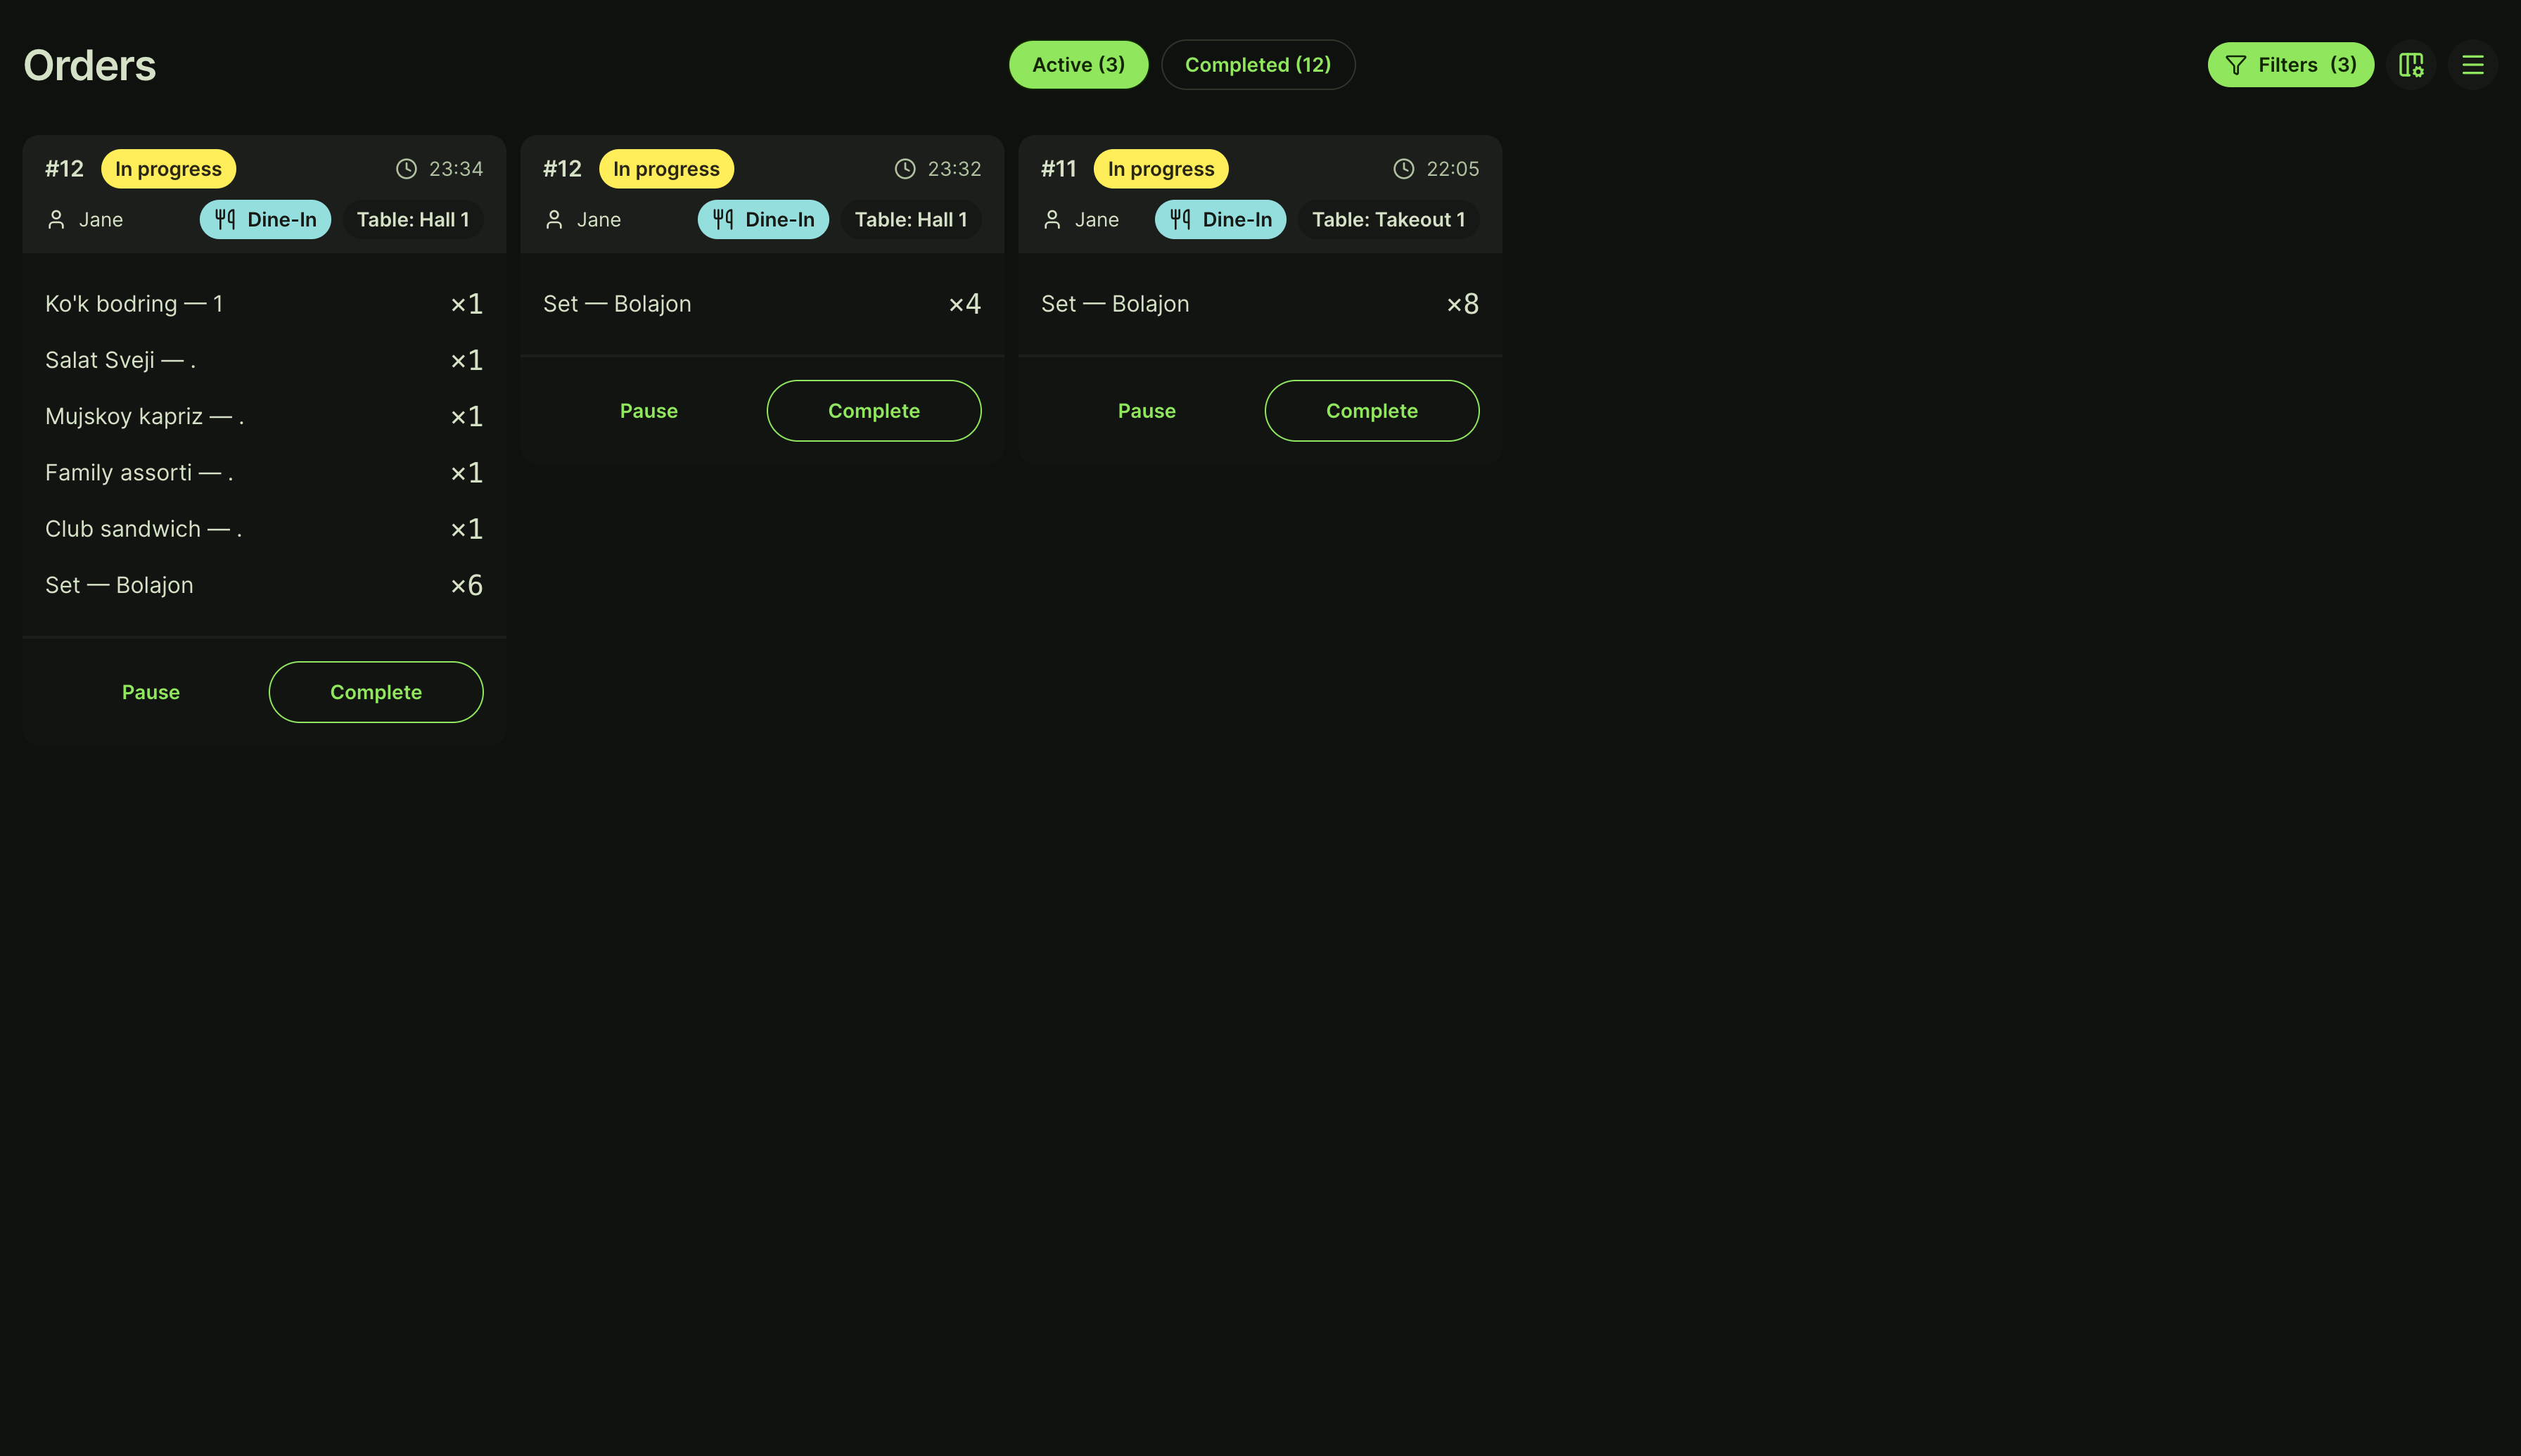 Orders
Active (3)
Completed (12)
Filters (3)
#12 In progress 23:34
Jane Dine-In Table: Hall 1
Ko'k bodring — 1 ×1
Salat Sveji — . ×1
Mujskoy kapriz — . ×1
Family assorti — . ×1
Club sandwich — . ×1
Set — Bolajon ×6
Pause Complete
#12 In progress 23:32
Jane Dine-In Table: Hall 1
Set — Bolajon ×4
Pause Complete
#11 In progress 22:05
Jane Dine-In Table: Takeout 1
Set — Bolajon ×8
Pause Complete